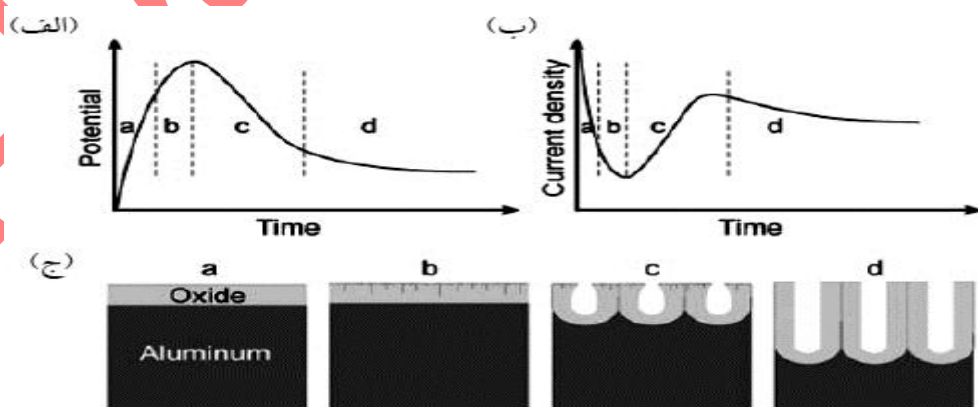 (الف)
Potential
a b c d
Time
(ب)
Current density
a b c d
Time
(ج)
a b c d
Oxide
Aluminum